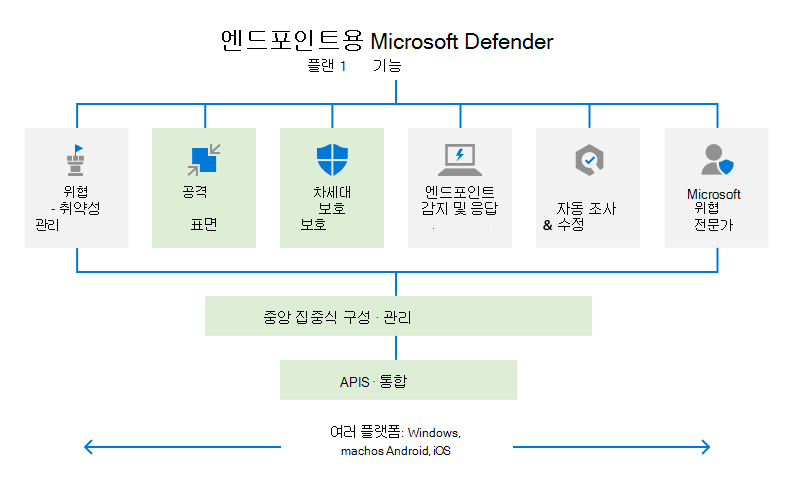 엔드포인트용 Microsoft Defender
플랜 1 기능
위협
- 취약성
관리
공격
표면
차세대
보호
보호
엔드포인트
감지 및 응답
자동 조사
& 수정
Microsoft
위협
전문가
중앙 집중식 구성 · 관리
APIS · 통합
여러 플랫폼: Windows,
machos Android, iOS